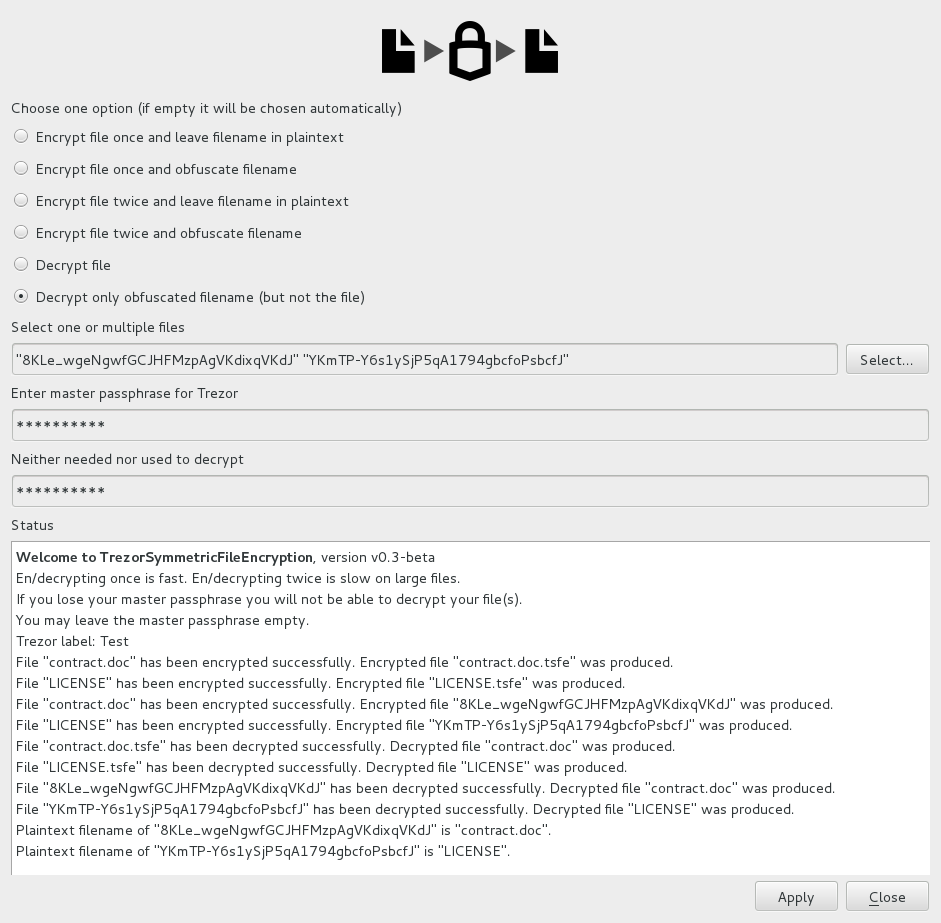 Choose one option (if empty it will be chosen automatically)
Encrypt file once and leave filename in plaintext
Encrypt file once and obfuscate filename
Encrypt file twice and leave filename in plaintext
Encrypt file twice and obfuscate filename
Decrypt file
Decrypt only obfuscated filename (but not the file)
Select one or multiple files
"8KLe_wgeNgwfGCJHFMzpAgVKdixqVKdJ" "YKmTP-Y6s1ySjP5qA1794gbcfoPsbcfJ"
Select...
Enter master passphrase for Trezor
**********
Neither needed nor used to decrypt
**********
Status
Welcome to TrezorSymmetricFileEncryption, version v0.3-beta
En/decrypting once is fast. En/decrypting twice is slow on large files.
If you lose your master passphrase you will not be able to decrypt your file(s).
You may leave the master passphrase empty.
Trezor label: Test
File "contract.doc" has been encrypted successfully. Encrypted file "contract.doc.tsfe" was produced.
File "LICENSE" has been encrypted successfully. Encrypted file "LICENSE.tsfe" was produced.
File "contract.doc" has been encrypted successfully. Encrypted file "8KLe_wgeNgwfGCJHFMzpAgVKdixqVKdJ" was produced.
File "LICENSE" has been encrypted successfully. Encrypted file "YKmTP-Y6s1ySjP5qA1794gbcfoPsbcfJ" was produced.
File "contract.doc.tsfe" has been decrypted successfully. Decrypted file "contract.doc" was produced.
File "LICENSE.tsfe" has been decrypted successfully. Decrypted file "LICENSE" was produced.
File "8KLe_wgeNgwfGCJHFMzpAgVKdixqVKdJ" has been decrypted successfully. Decrypted file "contract.doc" was produced.
File "YKmTP-Y6s1ySjP5qA1794gbcfoPsbcfJ" has been decrypted successfully. Decrypted file "LICENSE" was produced.
Plaintext filename of "8KLe_wgeNgwfGCJHFMzpAgVKdixqVKdJ" is "contract.doc".
Plaintext filename of "YKmTP-Y6s1ySjP5qA1794gbcfoPsbcfJ" is "LICENSE".
Apply
Close